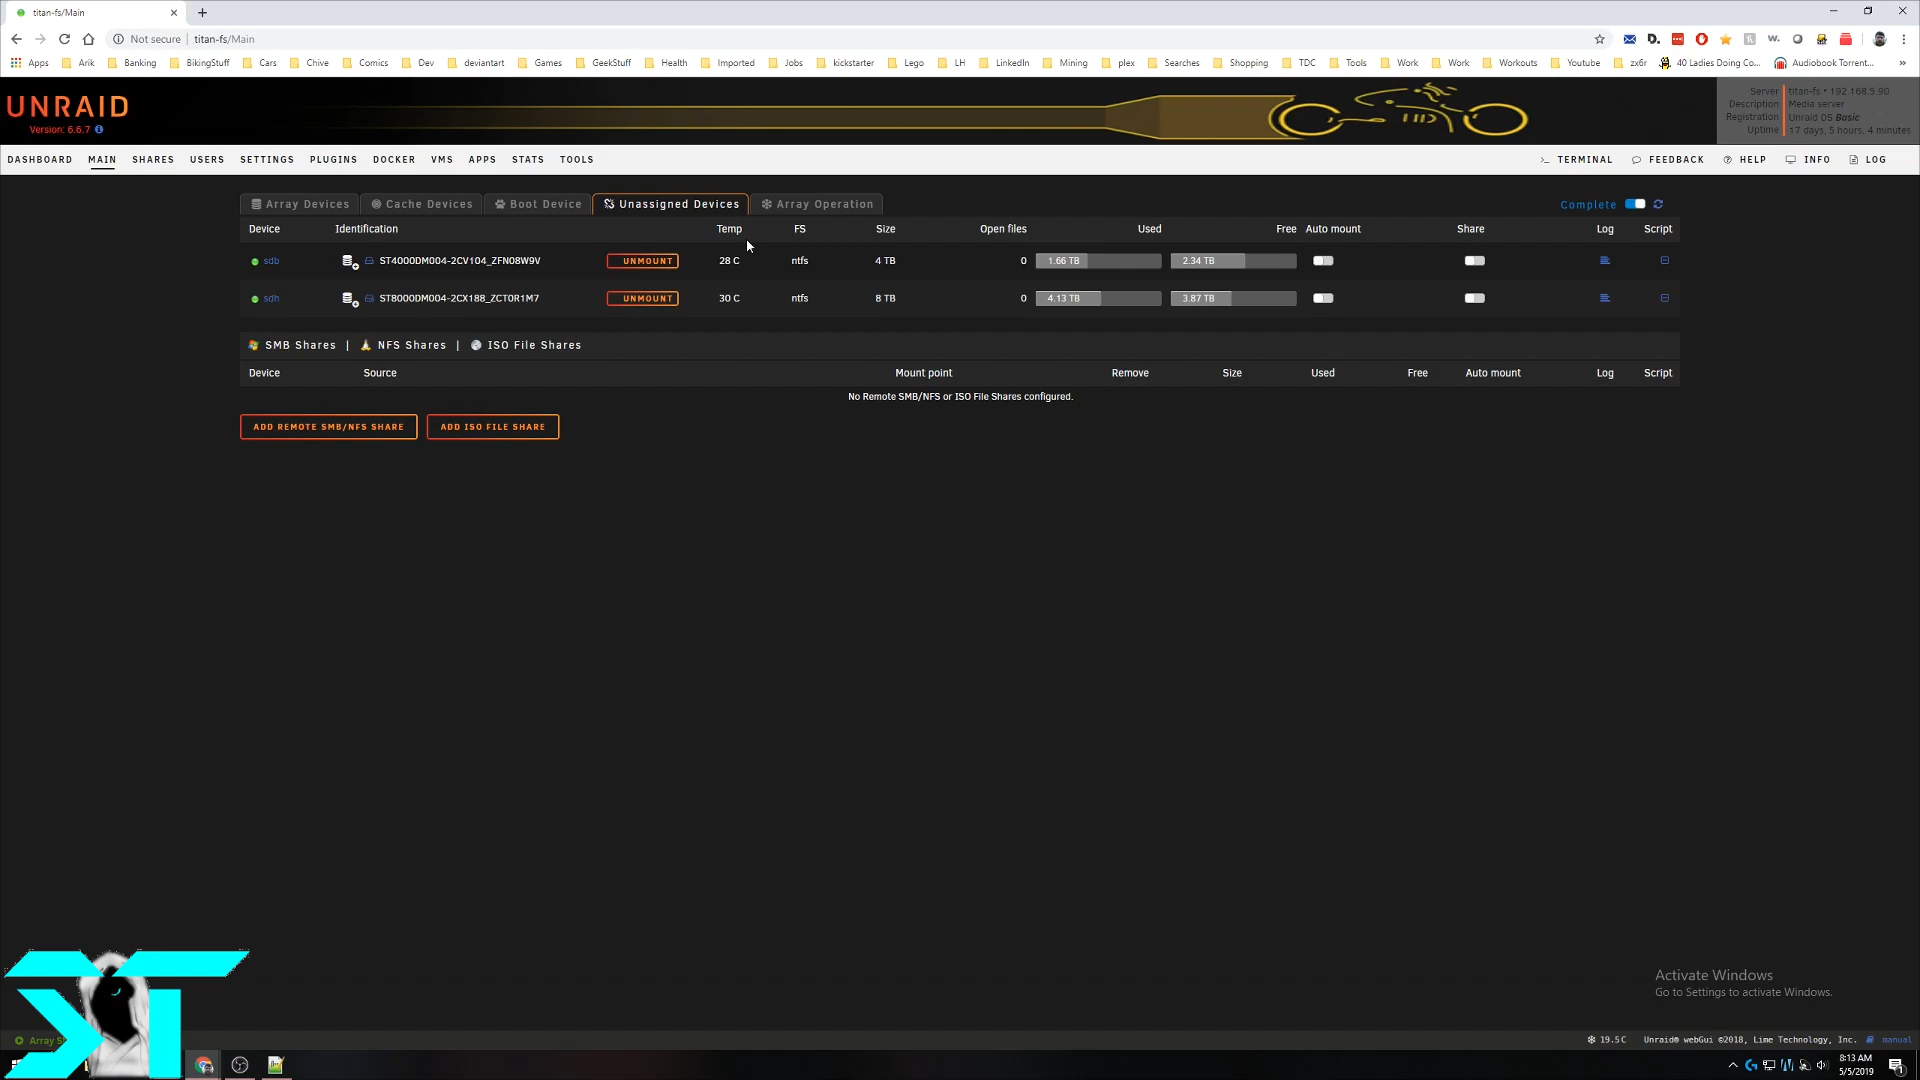 titan-fs/Main
Not secure titan-fs/Main
Apps Arik Banking BikingStuff Cars Chive Comics Dev deviantart Games GeekStuff Health Imported Jobs kickstarter Lego LH LinkedIn Mining plex Searches Shopping TDC Tools Work Work Workouts Youtube zx6r 40 Ladies Doing Co... Audiobook Torrent... »
UNRAID
Version: 6.6.7
Server titan-fs • 192.168.5.90
Description Media server
Registration Unraid OS Basic
Uptime 17 days, 5 hours, 4 minutes
DASHBOARD MAIN SHARES USERS SETTINGS PLUGINS DOCKER VMS APPS STATS TOOLS TERMINAL FEEDBACK HELP INFO LOG
Array Devices Cache Devices Boot Device Unassigned Devices Array Operation Complete
Device Identification Temp FS Size Open files Used Free Auto mount Share Log Script
sdb ST4000DM004-2CV104_ZFN08W9V UNMOUNT 28 C ntfs 4 TB 0 1.66 TB 2.34 TB
sdh ST8000DM004-2CX188_ZCT0R1M7 UNMOUNT 30 C ntfs 8 TB 0 4.13 TB 3.87 TB
SMB Shares | NFS Shares | ISO File Shares
Device Source Mount point Remove Size Used Free Auto mount Log Script
No Remote SMB/NFS or ISO File Shares configured.
ADD REMOTE SMB/NFS SHARE ADD ISO FILE SHARE
Activate Windows
Go to Settings to activate Windows.
Array 19.5 C Unraid® webGui ©2018, Lime Technology, Inc. manual
8:13 AM
5/5/2019